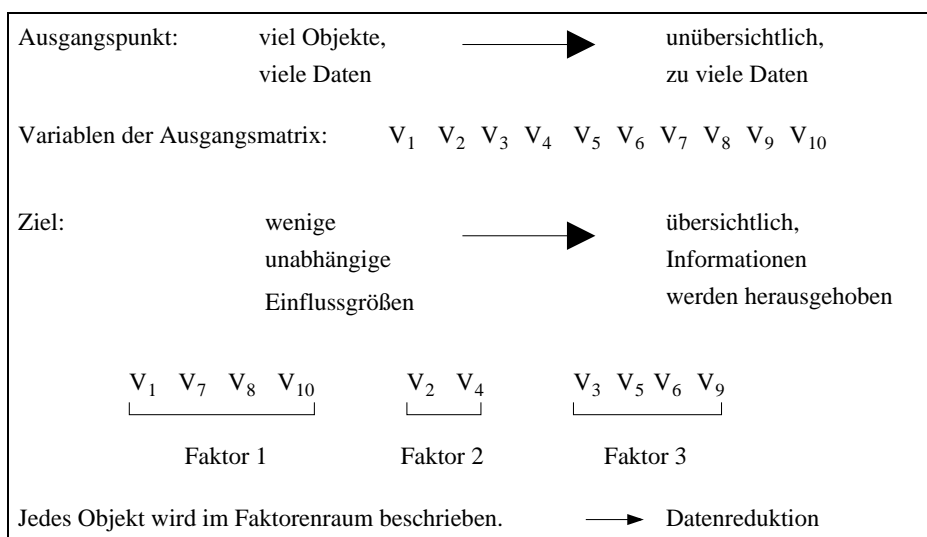 Ausgangspunkt: viel Objekte, unübersichtlich,
viele Daten zu viele Daten
Variablen der Ausgangsmatrix: V1 V2 V3 V4 V5 V6 V7 V8 V9 V10
Ziel: wenige übersichtlich,
unabhängige Informationen
Einflussgrößen werden herausgehoben
V1 V7 V8 V10 V2 V4 V3 V5 V6 V9
Faktor 1 Faktor 2 Faktor 3
Jedes Objekt wird im Faktorenraum beschrieben. Datenreduktion